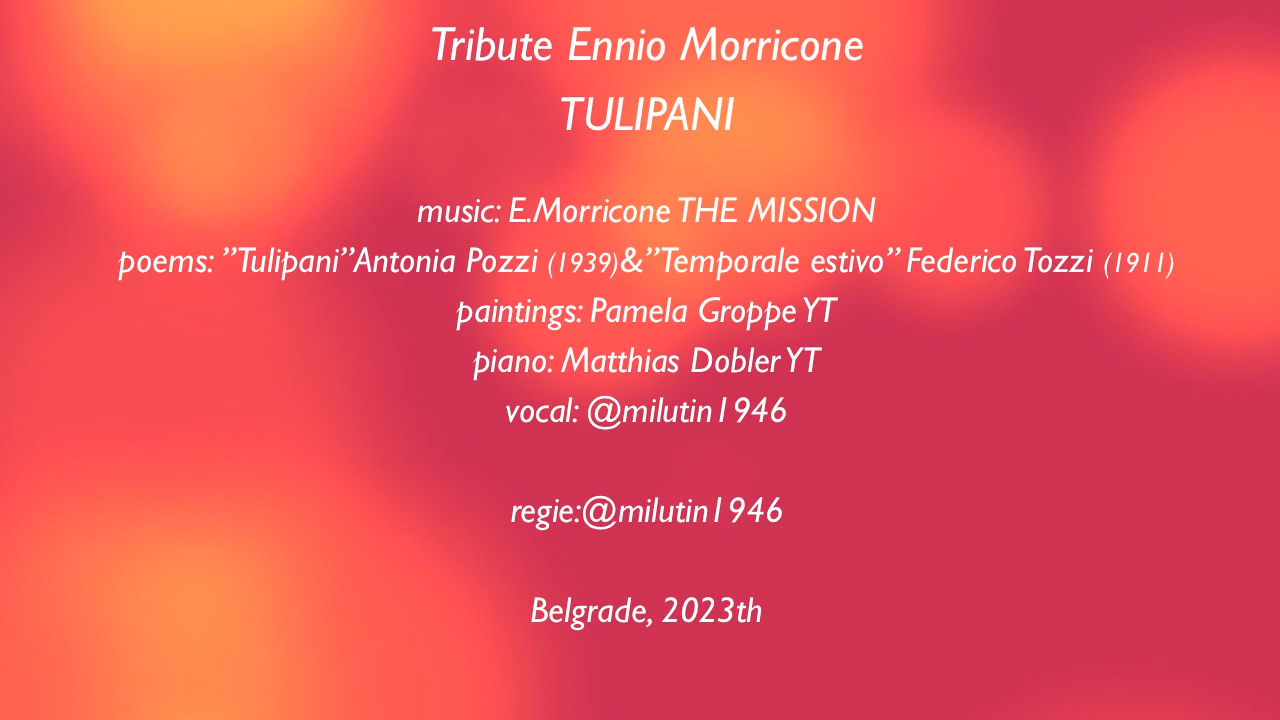 Tribute Ennio Morricone
TULIPANI
music: E.Morricone THE MISSION
poems: ”Tulipani”Antonia Pozzi (1939)&”Temporale estivo” Federico Tozzi (1911)
paintings: Pamela Groppe YT
piano: Matthias Dobler YT
vocal: @milutin1946
regie:@milutin1946
Belgrade, 2023th